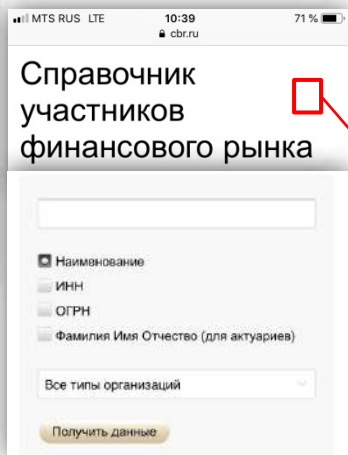 MTS RUS LTE 10:39 71 %
cbr.ru
Справочник
участников
финансового рынка
Наименование
ИНН
ОГРН
Фамилия Имя Отчество (для актуариев)
Все типы организаций
Получить данные